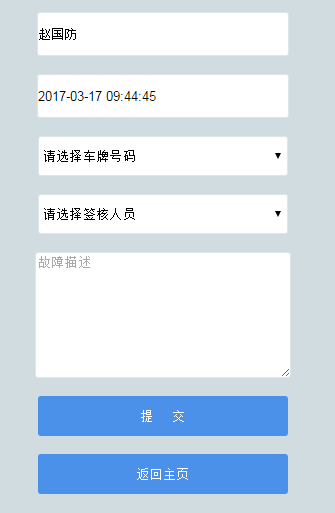 赵国防
2017-03-17 09:44:45
请选择车牌号码
请选择签核人员
故障描述
提 交
返回主页